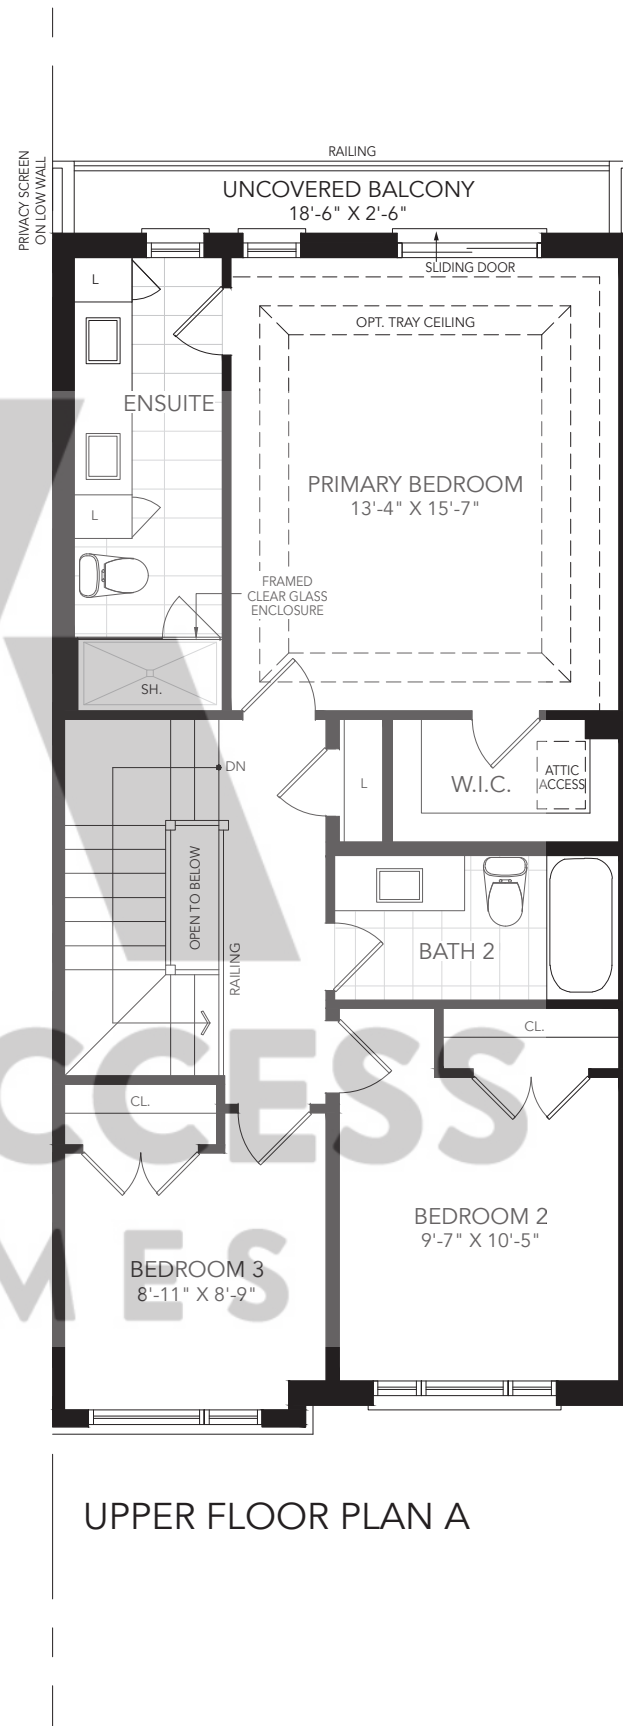 RAILING
PRIVACY SCREEN
ON LOW WALL
UNCOVERED BALCONY
18'-6" X 2'-6"
SLIDING DOOR
L
OPT. TRAY CEILING
ENSUITE
PRIMARY BEDROOM
13'-4" X 15'-7"
L
FRAMED
CLEAR GLASS
ENCLOSURE
SH.
DN
L
W.I.C.
ATTIC
ACCESS
OPEN TO BELOW
RAILING
BATH 2
CL.
CL.
CCESS
BEDROOM 2
9'-7" X 10'-5"
BEDROOM 3
8'-11" X 8'-9"
MES
UPPER FLOOR PLAN A